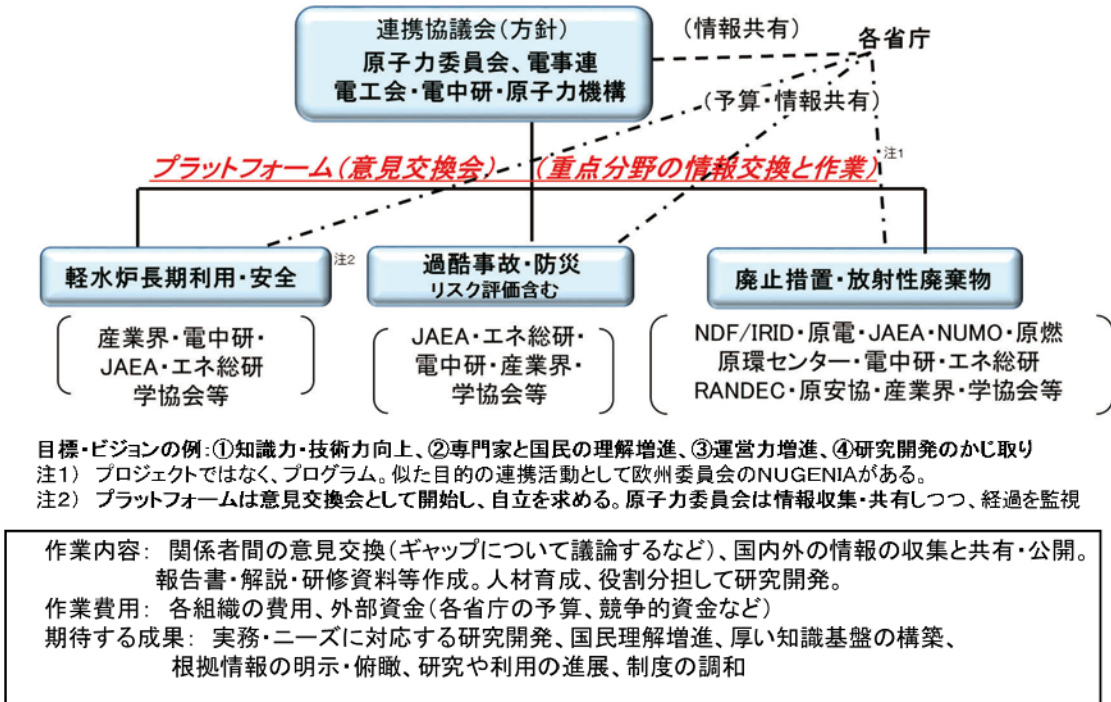 連携協議会(方針)
原子力委員会、電事連
電工会・電中研・原子力機構
(情報共有)
各省庁
(予算・情報共有)
プラットフォーム(意見交換会) (重点分野の情報交換と作業)注1
軽水炉長期利用・安全
注2
過酷事故・防災
リスク評価含む
廃止措置・放射性廃棄物
産業界・電中研・
JAEA・エネ総研
学協会等
JAEA・エネ総研・
電中研・産業界・
学協会等
NDF/IRID・原電・JAEA・NUMO・原燃
原環センター・電中研・エネ総研
RANDEC・原安協・産業界・学協会等
目標・ビジョンの例:①知識力・技術力向上、②専門家と国民の理解増進、③運営力増進、④研究開発のかじ取り
注1) プロジェクトではなく、プログラム。似た目的の連携活動として欧州委員会のNUGENIAがある。
注2) プラットフォームは意見交換会として開始し、自立を求める。原子力委員会は情報収集・共有しつつ、経過を監視
作業内容: 関係者間の意見交換(ギャップについて議論するなど)、国内外の情報の収集と共有・公開。
報告書・解説・研修資料等作成。人材育成、役割分担して研究開発。
作業費用: 各組織の費用、外部資金(各省庁の予算、競争的資金など)
期待する成果: 実務・ニーズに対応する研究開発、国民理解増進、厚い知識基盤の構築、
根拠情報の明示・俯瞰、研究や利用の進展、制度の調和